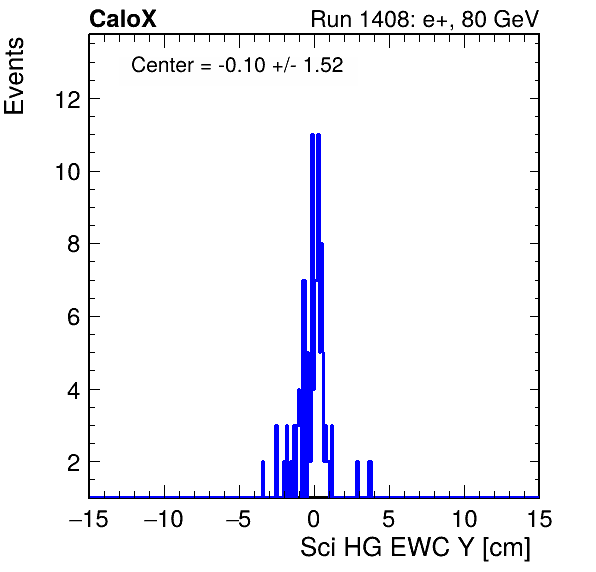 CaloX Run 1408: e+, 80 GeV
Center = -0.10 +/- 1.52
Events
12
10
8
6
4
2
−15 −10 −5 0 5 10 15
Sci HG EWC Y [cm]